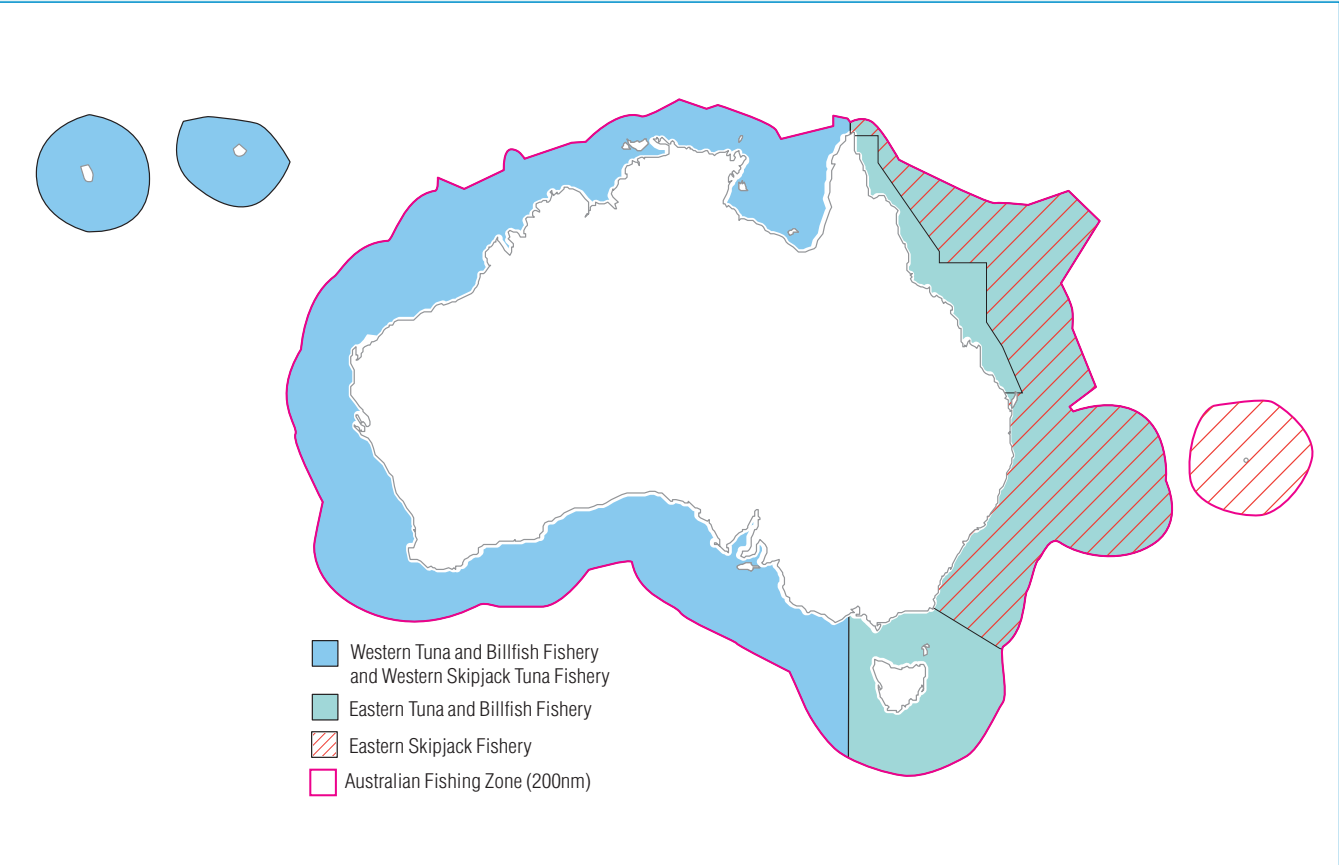 Western Tuna and Billfish Fishery
and Western Skipjack Tuna Fishery
Eastern Tuna and Billfish Fishery
Eastern Skipjack Fishery
Australian Fishing Zone (200nm)